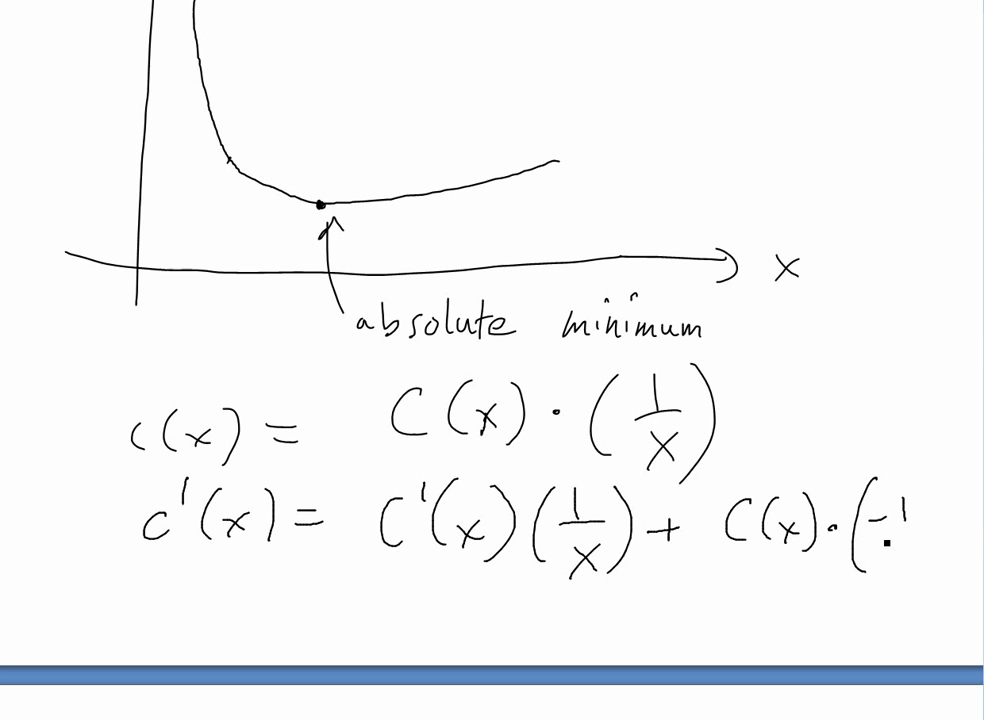 x
absolute minimum
c(x) = C(x) · (1/x)
c'(x) = C'(x)(1/x) + C(x) · (-1